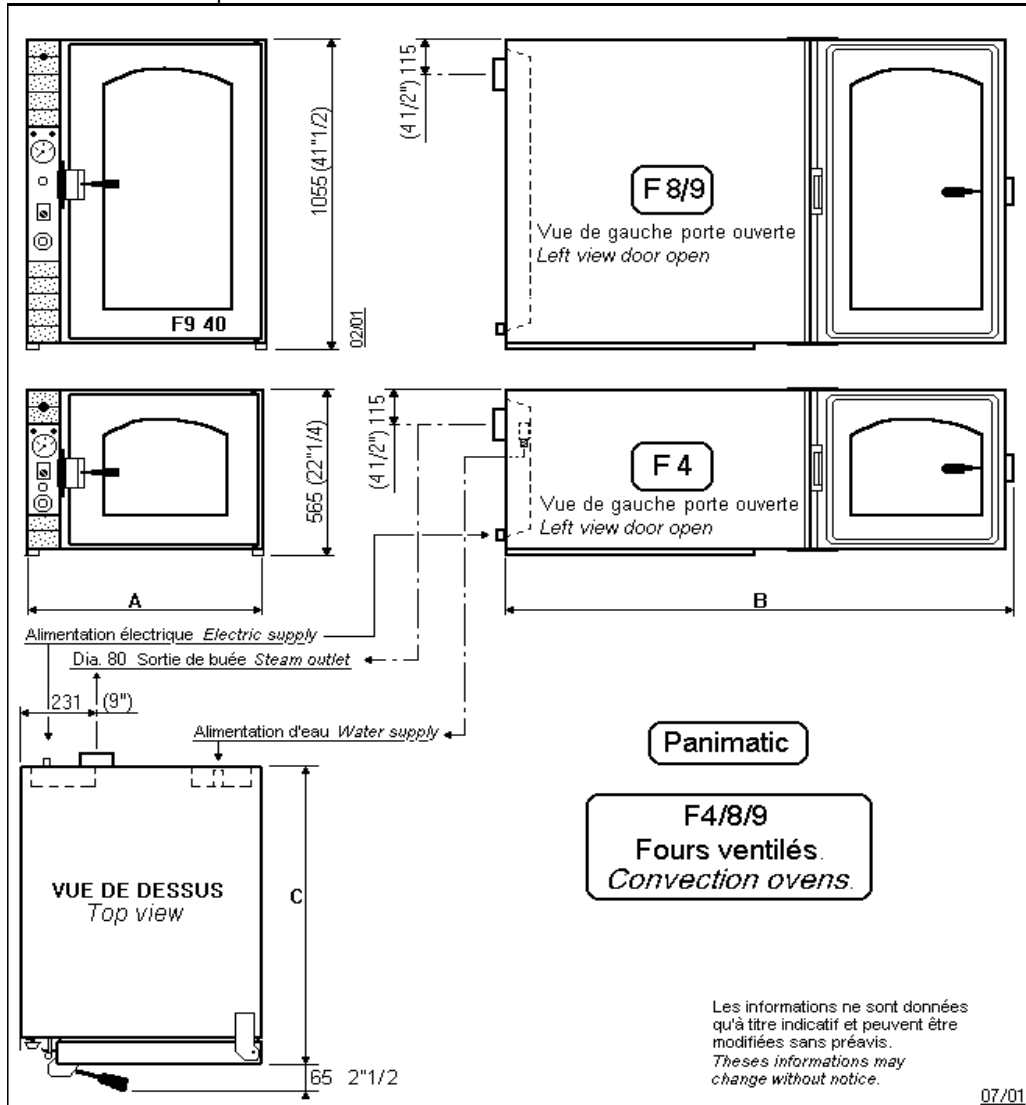 (4 1/2") 115
1055 (41"1/2)
F 8/9
Vue de gauche porte ouverte
Left view door open
F9 40
02/01
(4 1/2") 115
565 (22"1/4)
F 4
Vue de gauche porte ouverte
Left view door open
A
B
Alimentation électrique Electric supply
Dia. 80 Sortie de buée Steam outlet
231 (9")
Alimentation d'eau Water supply
Panimatic
F4/8/9
Fours ventilés.
Convection ovens.
VUE DE DESSUS
Top view
C
65 2"1/2
Les informations ne sont données
qu'à titre indicatif et peuvent être
modifiées sans préavis.
Theses informations may
change without notice.
07/01